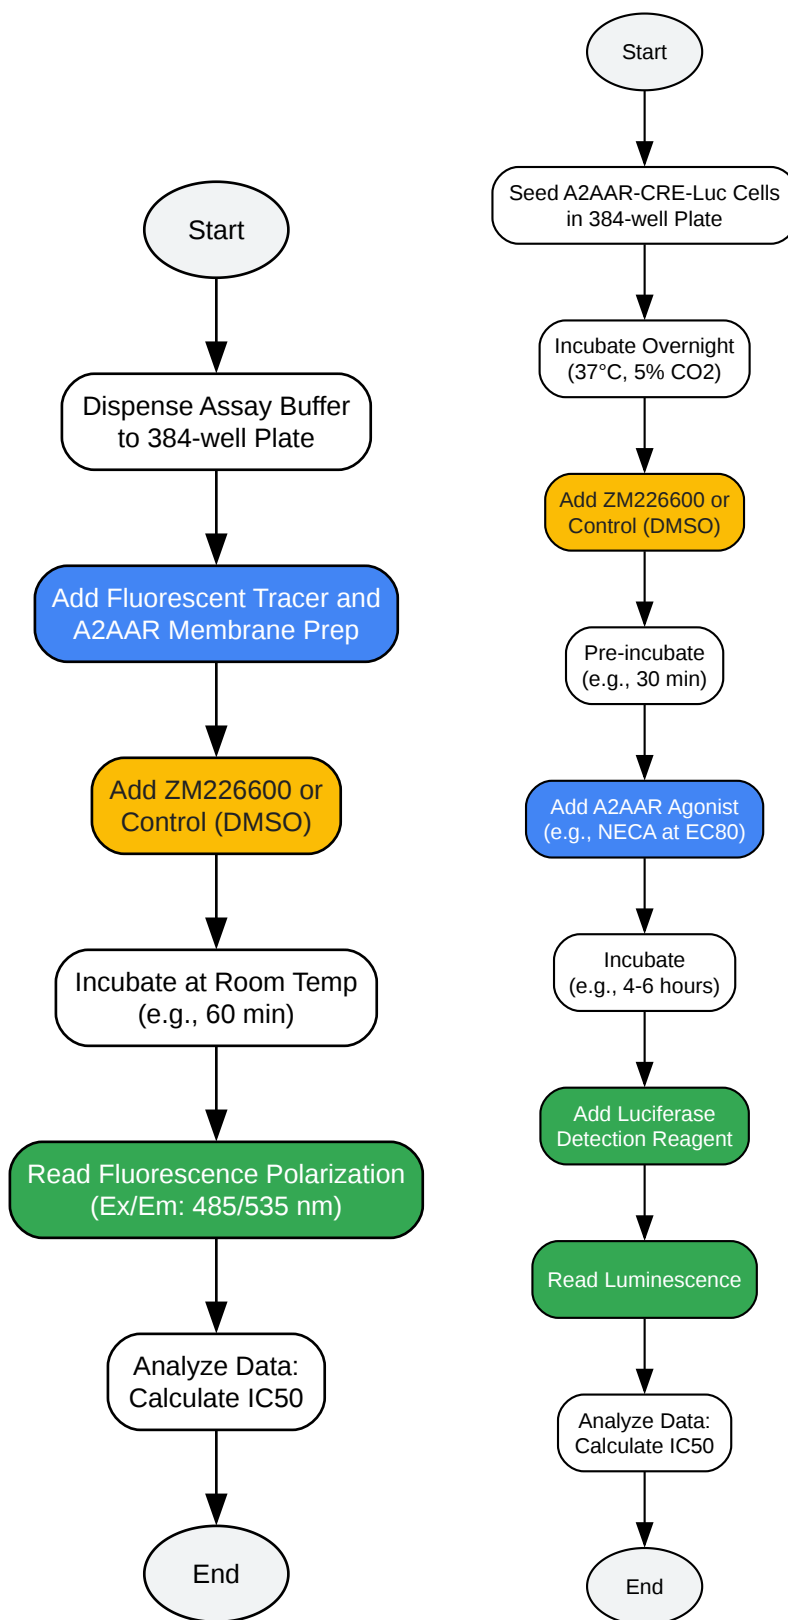 Start
Dispense Assay Buffer
to 384-well Plate
Add Fluorescent Tracer and
A2AAR Membrane Prep
Add ZM226600 or
Control (DMSO)
Incubate at Room Temp
(e.g., 60 min)
Read Fluorescence Polarization
(Ex/Em: 485/535 nm)
Analyze Data:
Calculate IC50
End
Start
Seed A2AAR-CRE-Luc Cells
in 384-well Plate
Incubate Overnight
(37°C, 5% CO2)
Add ZM226600 or
Control (DMSO)
Pre-incubate
(e.g., 30 min)
Add A2AAR Agonist
(e.g., NECA at EC80)
Incubate
(e.g., 4-6 hours)
Add Luciferase
Detection Reagent
Read Luminescence
Analyze Data:
Calculate IC50
End